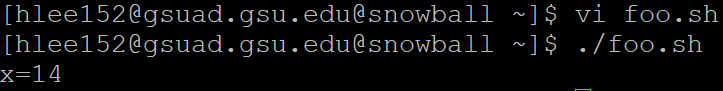 [hlee152@gsuad.gsu.edu@snowball ~]$ vi foo.sh
[hlee152@gsuad.gsu.edu@snowball ~]$ ./foo.sh
x=14